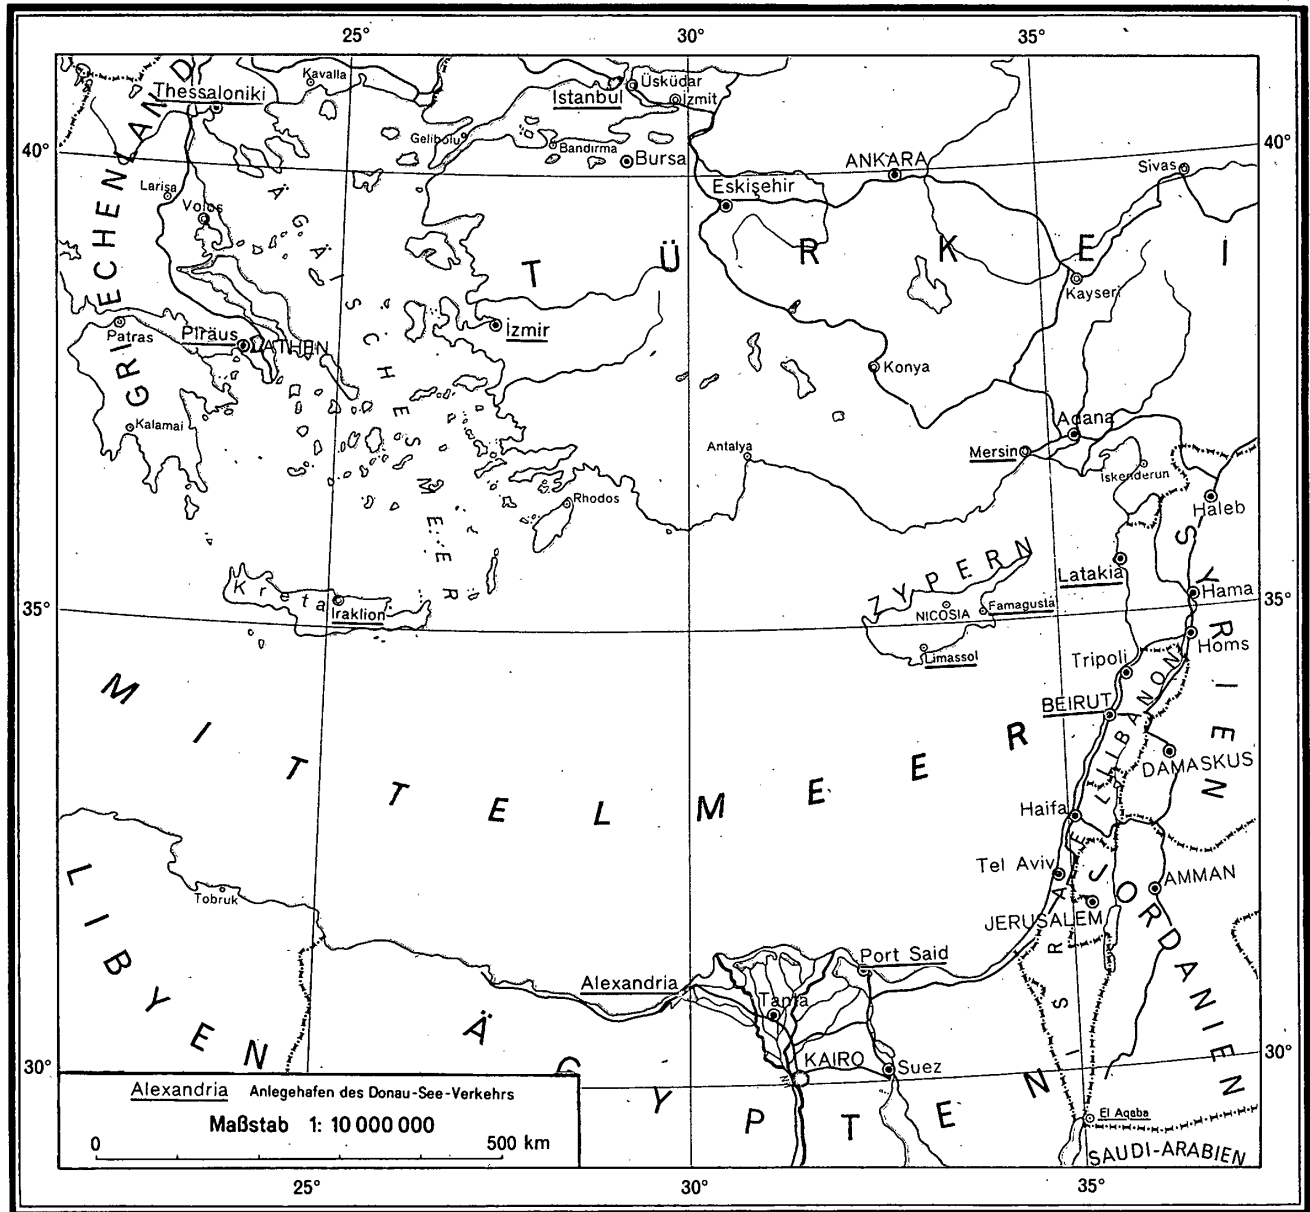 25° 30° 35°
Kavalla
Thessaloniki
Istanbul
Üsküdar
Izmit
40°
40°
Gelibolu
Bandırma
Bursa
ANKARA
Sivas
Eskişehir
Larisa
Volos
GRIECHENLAND
ÄGÄISCHES MEER
TÜRKEI
Kayseri
Patras
Piräus
ATHEN
İzmir
Konya
Kalamai
Adana
Antalya
Mersin
Iskenderun
Rhodos
Haleb
SYRIEN
ZYPERN
Latakia
Kreta
Iraklion
NICOSIA
Famagusta
Hama
35°
35°
Limassol
Homs
Tripoli
LIBANON
BEIRUT
MITTELMEER
DAMASKUS
Haifa
Tel Aviv
AMMAN
JERUSALEM
ISRAEL
JORDANIEN
Tobruk
LIBYEN
Port Said
Alexandria
Tanta
KAIRO
Suez
ÄGYPTEN
30°
30°
El Aqaba
SAUDI-ARABIEN
Alexandria Anlegehafen des Donau-See-Verkehrs
Maßstab 1: 10 000 000
0 500 km
25° 30° 35°